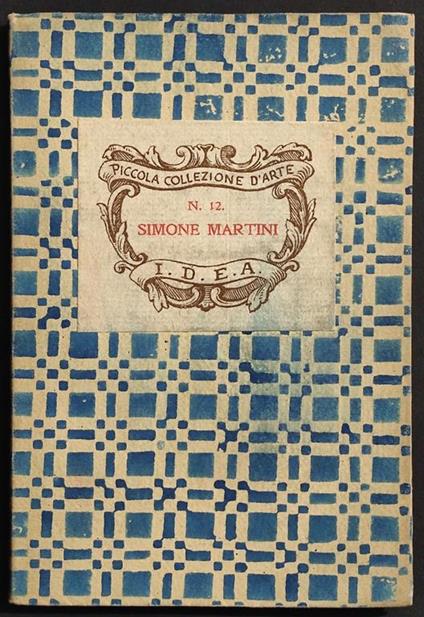 PICCOLA COLLEZIONE D'ARTE
N. 12.
SIMONE MARTINI
I. D. E. A.